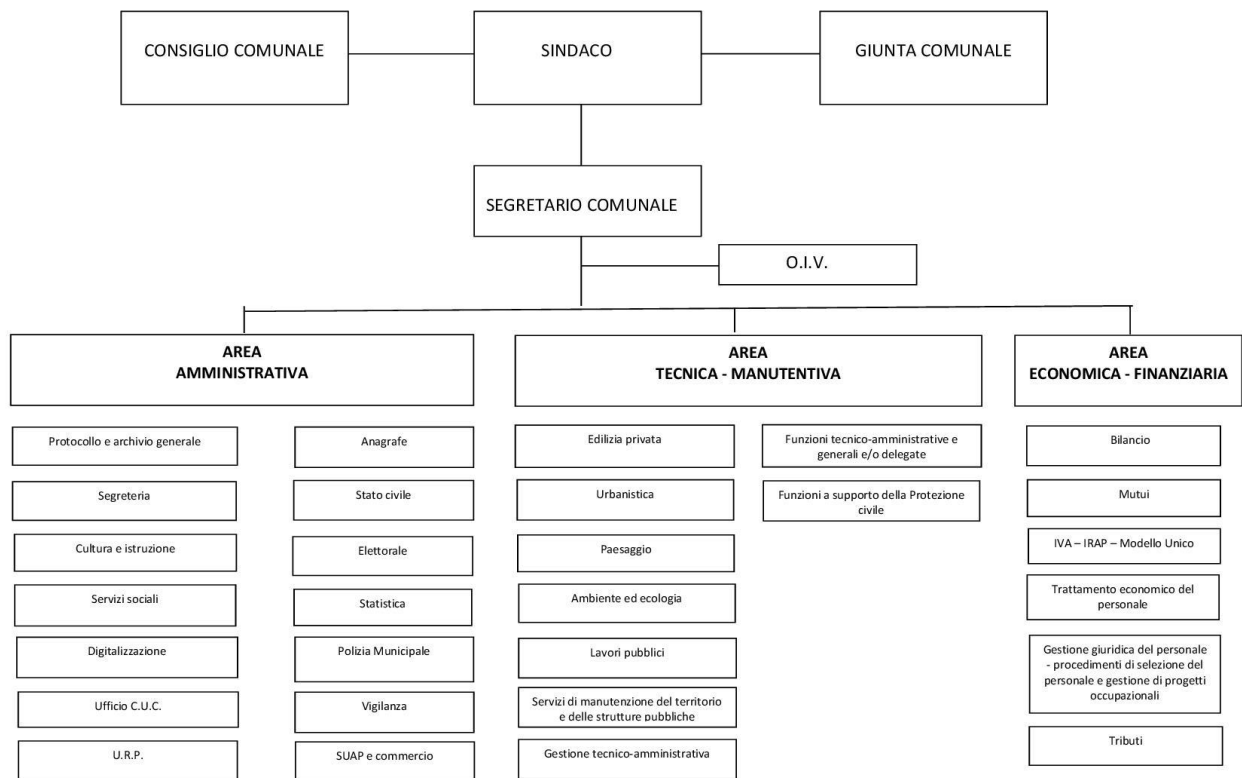 CONSIGLIO COMUNALE
SINDACO
GIUNTA COMUNALE
SEGRETARIO COMUNALE
O.I.V.
AREA
AMMINISTRATIVA
Protocollo e archivio generale
Segreteria
Cultura e istruzione
Servizi sociali
Digitalizzazione
Ufficio C.U.C.
U.R.P.
Anagrafe
Stato civile
Elettorale
Statistica
Polizia Municipale
Vigilanza
SUAP e commercio
AREA
TECNICA - MANUTENTIVA
Edilizia privata
Urbanistica
Paesaggio
Ambiente ed ecologia
Lavori pubblici
Servizi di manutenzione del territorio
e delle strutture pubbliche
Gestione tecnico-amministrativa
Funzioni tecnico-amministrative e
generali e/o delegate
Funzioni a supporto della Protezione
civile
AREA
ECONOMICA - FINANZIARIA
Bilancio
Mutui
IVA – IRAP – Modello Unico
Trattamento economico del
personale
Gestione giuridica del personale
- procedimenti di selezione del
personale e gestione di progetti
occupazionali
Tributi